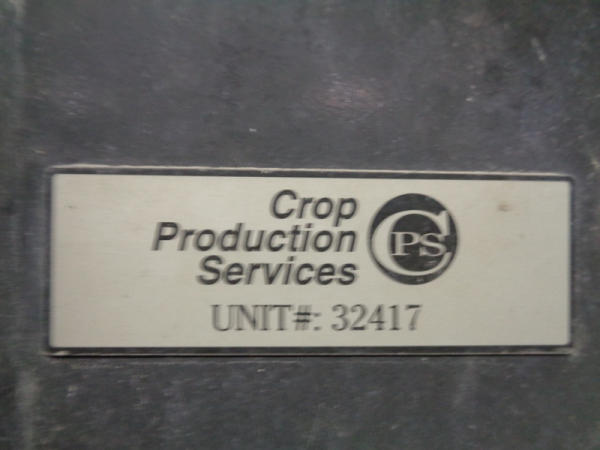 Crop
Production
Services
CPS
UNIT#: 32417